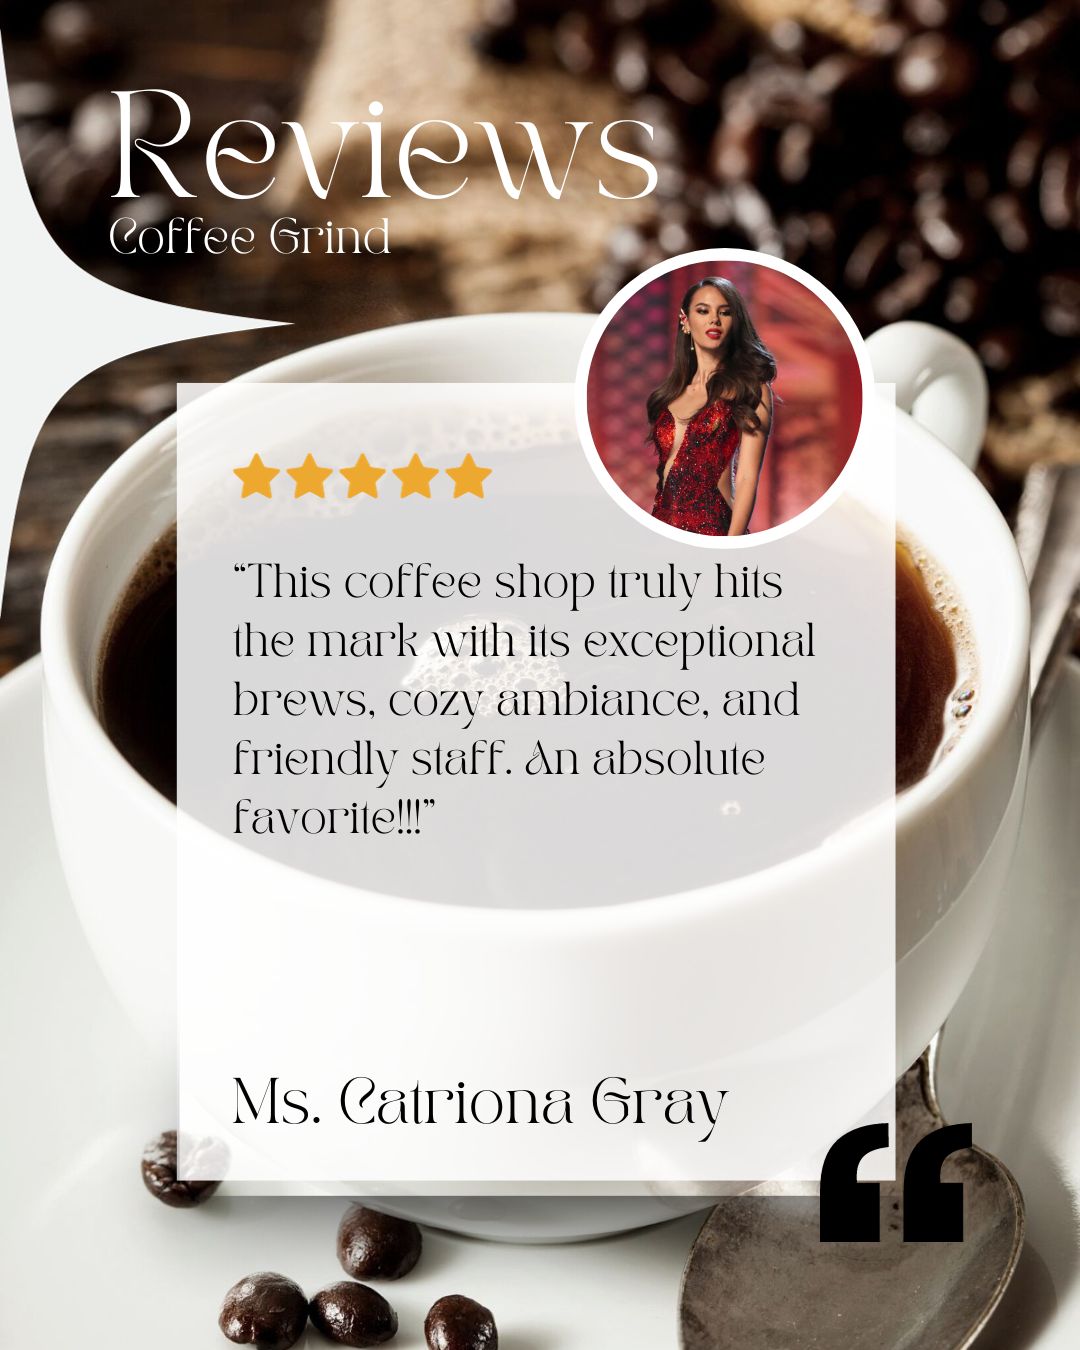 Reviews
Coffee Grind
“This coffee shop truly hits
the mark with its exceptional
brews, cozy ambiance, and
friendly staff. An absolute
favorite!!!”
Ms. Catriona Gray
“